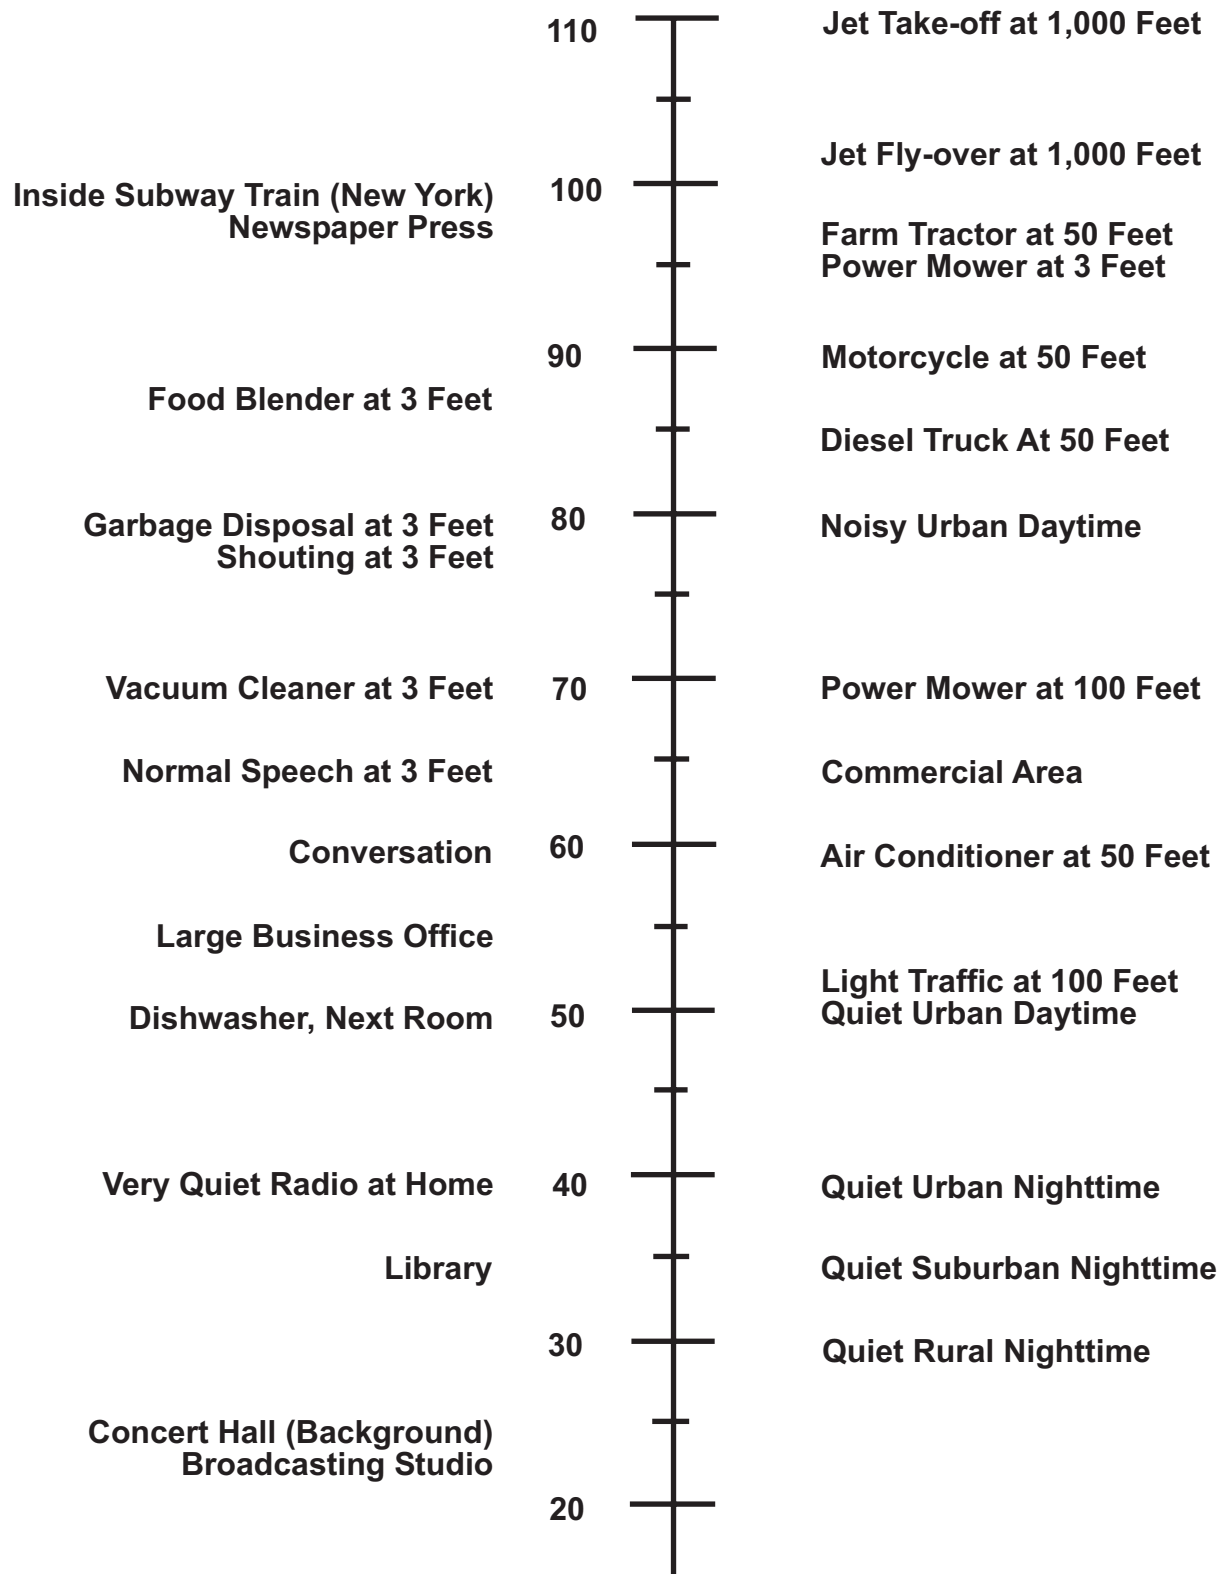 110
Jet Take-off at 1,000 Feet
Jet Fly-over at 1,000 Feet
Inside Subway Train (New York)
Newspaper Press
100
Farm Tractor at 50 Feet
Power Mower at 3 Feet
90
Motorcycle at 50 Feet
Food Blender at 3 Feet
Diesel Truck At 50 Feet
Garbage Disposal at 3 Feet
Shouting at 3 Feet
80
Noisy Urban Daytime
Vacuum Cleaner at 3 Feet
70
Power Mower at 100 Feet
Normal Speech at 3 Feet
Commercial Area
Conversation
60
Air Conditioner at 50 Feet
Large Business Office
Light Traffic at 100 Feet
Quiet Urban Daytime
Dishwasher, Next Room
50
Very Quiet Radio at Home
40
Quiet Urban Nighttime
Library
Quiet Suburban Nighttime
30
Quiet Rural Nighttime
Concert Hall (Background)
Broadcasting Studio
20